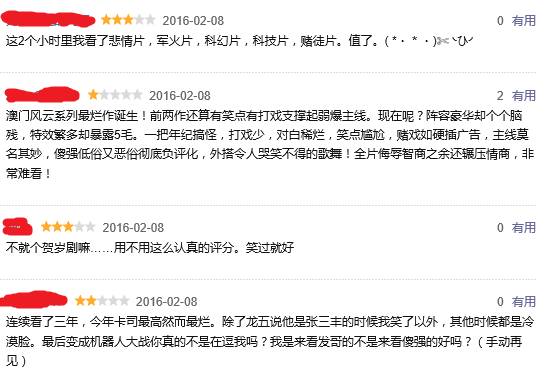 2016-02-08 0 有用
这2个小时里我看了悲情片，军火片，科幻片，科技片，赌徒片。值了。( *・ * ・)✄╰ひ╯
2016-02-08 2 有用
澳门风云系列最烂作诞生！前两作还算有笑点有打戏支撑起弱爆主线。现在呢？阵容豪华却个个脑
残，特效繁多却暴露5毛。一把年纪搞怪，打戏少，对白稀烂，笑点尴尬，赌戏如硬插广告，主线莫
名其妙，傻强低俗又恶俗彻底负评化，外搭令人哭笑不得的歌舞！全片侮辱智商之余还辗压情商，非
常难看！
2016-02-08 0 有用
不就个贺岁剧嘛……用不用这么认真的评分。笑过就好
2016-02-08 0 有用
连续看了三年，今年卡司最高然而最烂。除了龙五说他是张三丰的时候我笑了以外，其他时候都是冷
漠脸。最后变成机器人大战你真的不是在逗我吗？我是来看发哥的不是来看傻强的好吗？（手动再
见）